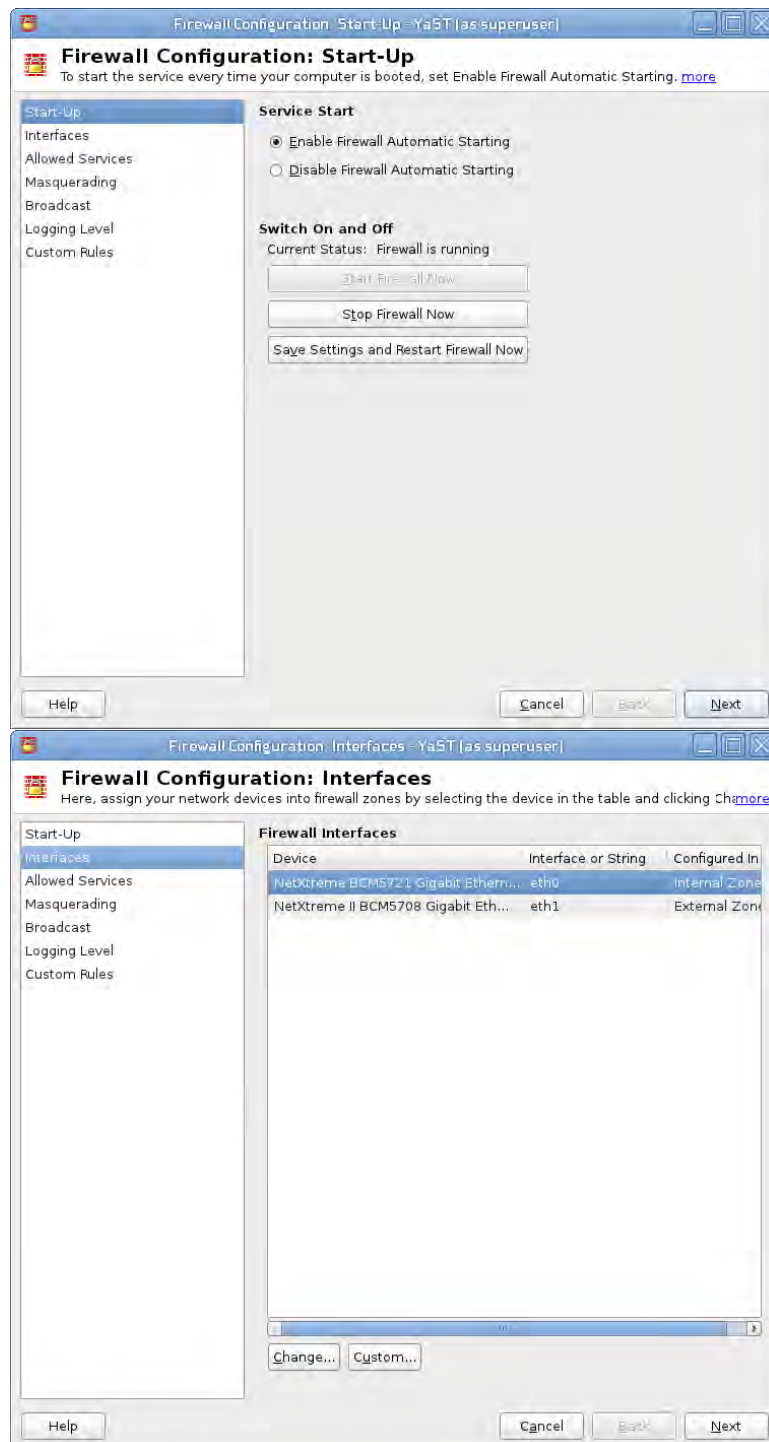 Firewall Configuration: Start-Up - YaST [as superuser]
Firewall Configuration: Start-Up
To start the service every time your computer is booted, set Enable Firewall Automatic Starting. more
Start-Up
Interfaces
Allowed Services
Masquerading
Broadcast
Logging Level
Custom Rules
Service Start
Enable Firewall Automatic Starting
Disable Firewall Automatic Starting
Switch On and Off
Current Status: Firewall is running
Start Firewall Now
Stop Firewall Now
Save Settings and Restart Firewall Now
Help
Cancel
Back
Next
Firewall Configuration: Interfaces - YaST [as superuser]
Firewall Configuration: Interfaces
Here, assign your network devices into firewall zones by selecting the device in the table and clicking Chmore
Start-Up
Interfaces
Allowed Services
Masquerading
Broadcast
Logging Level
Custom Rules
Firewall Interfaces
Device Interface or String Configured In
NetXtreme BCM5721 Gigabit Ethern... eth0 Internal Zone
NetXtreme II BCM5708 Gigabit Eth... eth1 External Zone
Change... Custom...
Help
Cancel
Back
Next